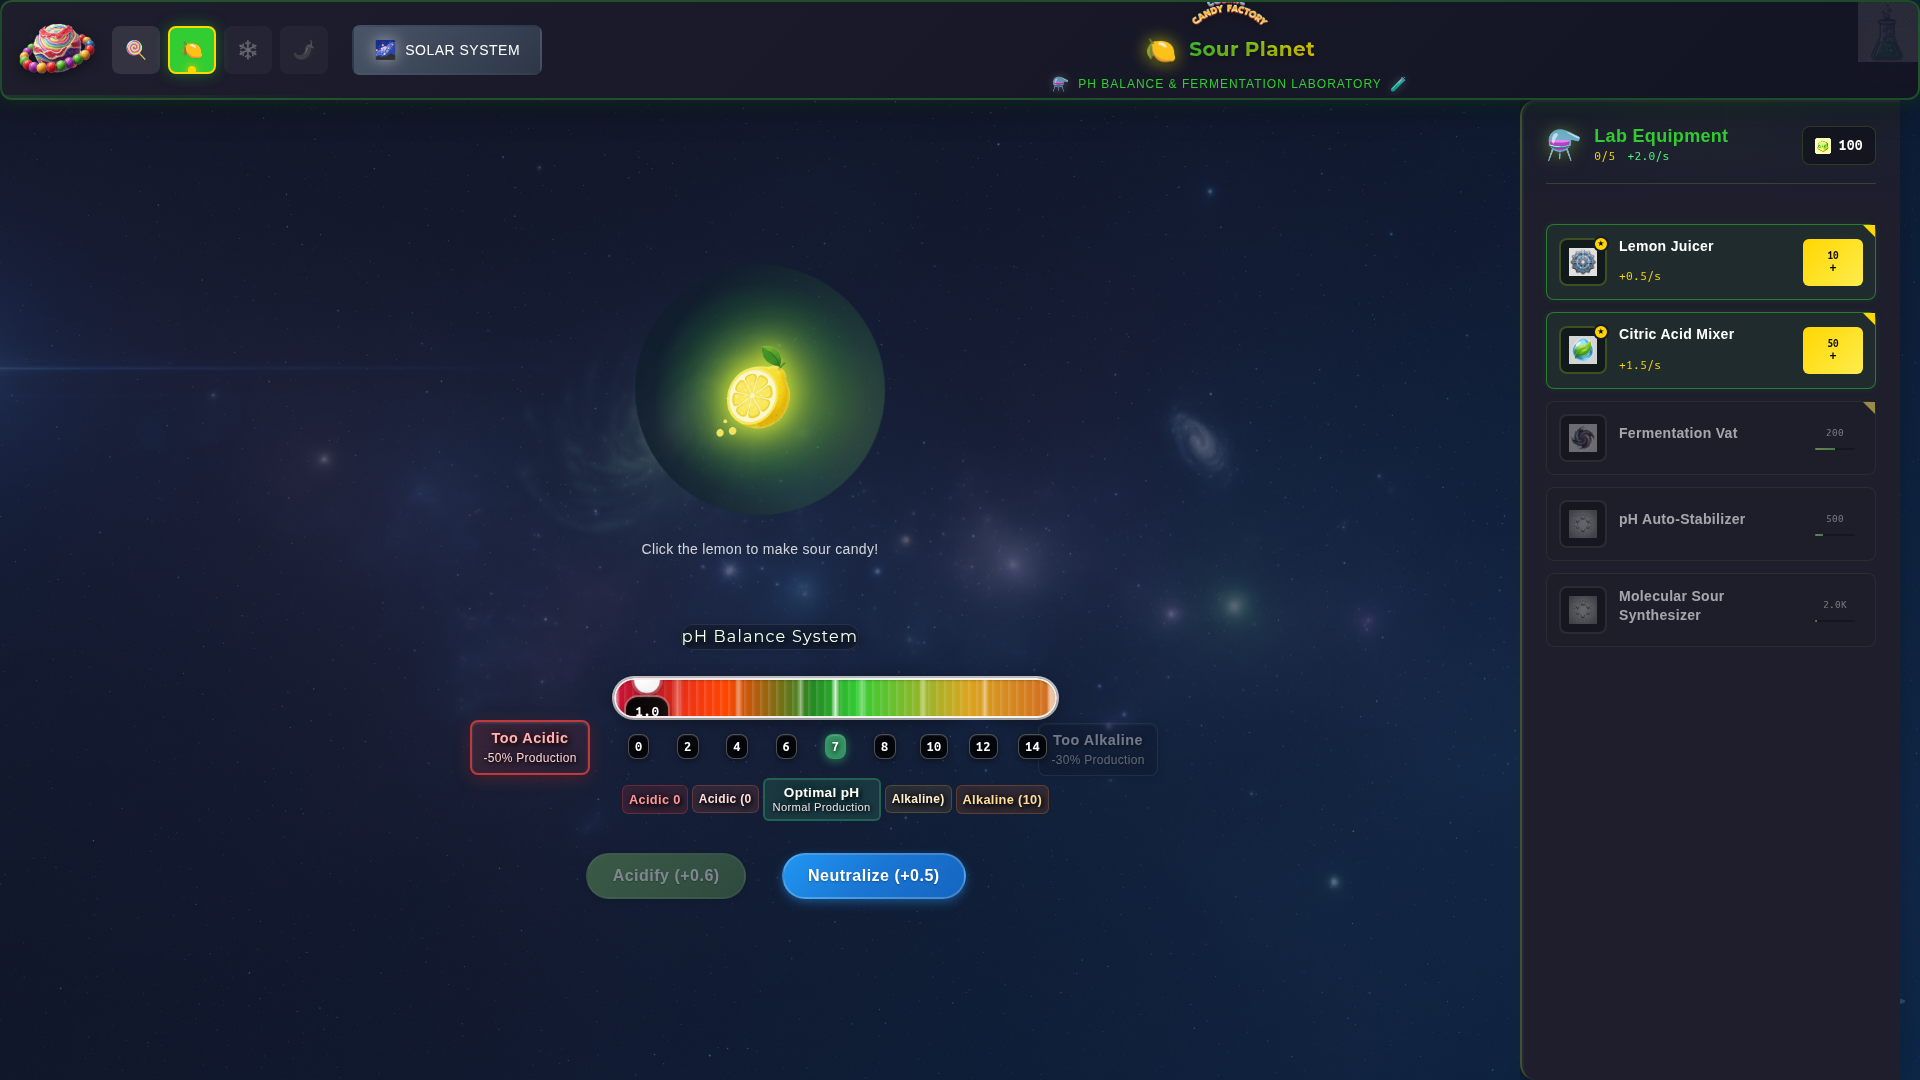 CANDY FACTORY
SOLAR SYSTEM
Sour Planet
PH BALANCE & FERMENTATION LABORATORY
Lab Equipment
0/5 +2.0/s
100
Lemon Juicer
+0.5/s
10
+
Citric Acid Mixer
+1.5/s
50
+
Fermentation Vat
200
pH Auto-Stabilizer
500
Molecular Sour
Synthesizer
2.0K
Click the lemon to make sour candy!
pH Balance System
1.0
Too Acidic
-50% Production
0 2 4 6 7 8 10 12 14
Too Alkaline
-30% Production
Acidic 0
Acidic (0
Optimal pH
Normal Production
Alkaline)
Alkaline (10)
Acidify (+0.6)
Neutralize (+0.5)